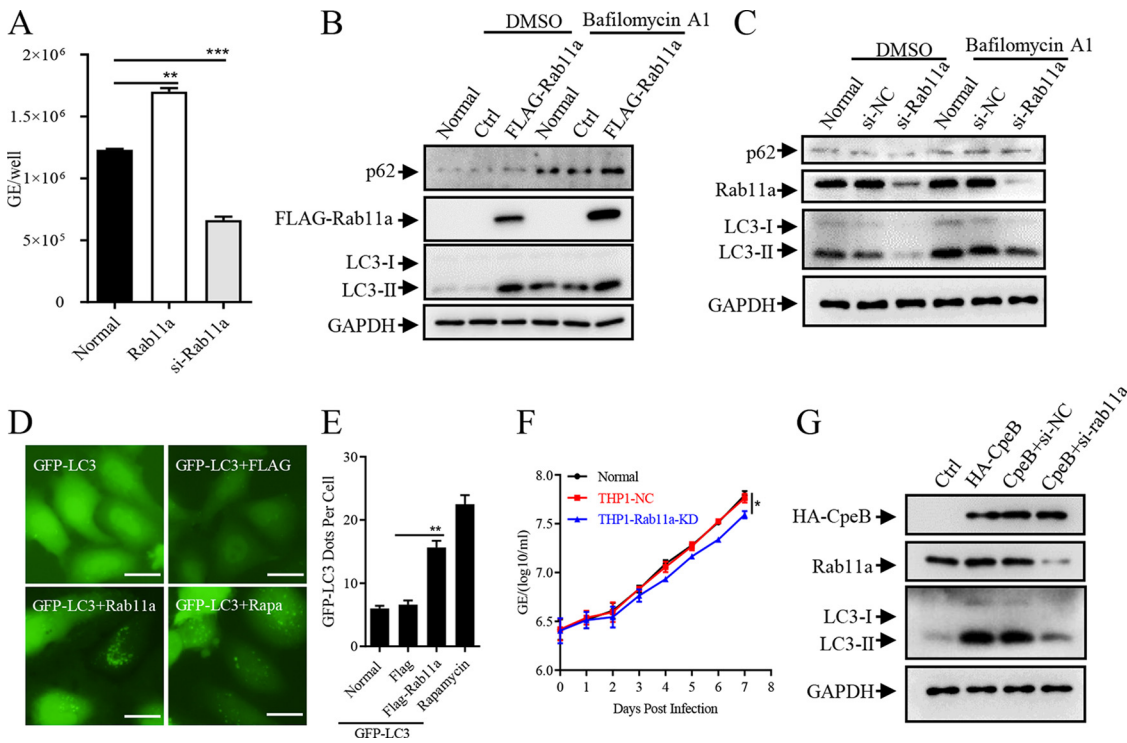 A
***
**
2×10⁶
1.5×10⁶
1×10⁶
5×10⁵
0
GE/well
Normal
Rab11a
si-Rab11a
B
DMSO
Bafilomycin A1
Normal
Ctrl
FLAG-Rab11a
Normal
Ctrl
FLAG-Rab11a
p62
FLAG-Rab11a
LC3-I
LC3-II
GAPDH
C
DMSO
Bafilomycin A1
Normal
si-NC
si-Rab11a
Normal
si-NC
si-Rab11a
p62
Rab11a
LC3-I
LC3-II
GAPDH
D
GFP-LC3
GFP-LC3+FLAG
GFP-LC3+Rab11a
GFP-LC3+Rapa
E
GFP-LC3 Dots Per Cell
30
20
10
0
**
Normal
Flag
Flag-Rab11a
Rapamycin
GFP-LC3
F
GE/(log10/ml)
8.0
7.5
7.0
6.5
6.0
Normal
THP1-NC
THP1-Rab11a-KD
*
0 1 2 3 4 5 6 7 8
Days Post Infection
G
Ctrl
HA-CpeB
CpeB+si-NC
CpeB+si-rab11a
HA-CpeB
Rab11a
LC3-I
LC3-II
GAPDH